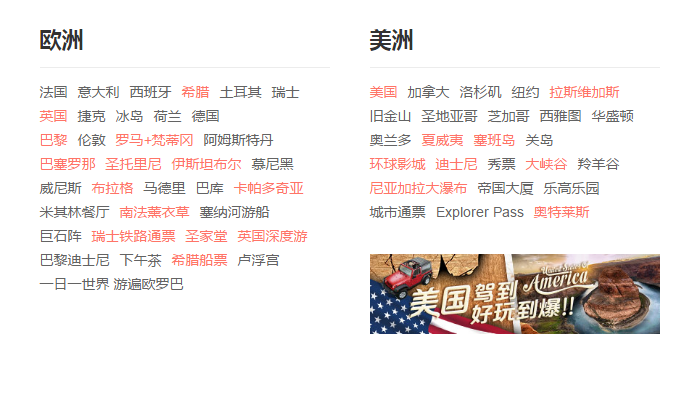 欧洲
法国 意大利 西班牙 希腊 土耳其 瑞士
英国 捷克 冰岛 荷兰 德国
巴黎 伦敦 罗马+梵蒂冈 阿姆斯特丹
巴塞罗那 圣托里尼 伊斯坦布尔 慕尼黑
威尼斯 布拉格 马德里 巴库 卡帕多奇亚
米其林餐厅 南法薰衣草 塞纳河游船
巨石阵 瑞士铁路通票 圣家堂 英国深度游
巴黎迪士尼 下午茶 希腊船票 卢浮宫
一日一世界 游遍欧罗巴
美洲
美国 加拿大 洛杉矶 纽约 拉斯维加斯
旧金山 圣地亚哥 芝加哥 西雅图 华盛顿
奥兰多 夏威夷 塞班岛 关岛
环球影城 迪士尼 秀票 大峡谷 羚羊谷
尼亚加拉大瀑布 帝国大厦 乐高乐园
城市通票 Explorer Pass 奥特莱斯
United States of
America
美国 驾到
好玩到爆!!